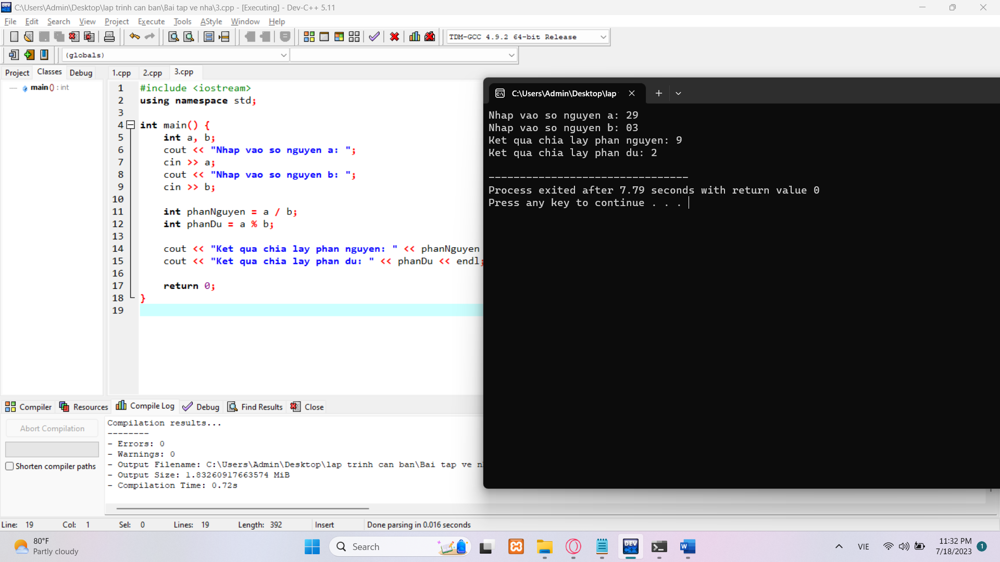 C:\Users\Admin\Desktop\lap trinh can ban\Bai tap ve nha\3.cpp - [Executing] - Dev-C++ 5.11
File Edit Search View Project Execute Tools AStyle Window Help
TDM-GCC 4.9.2 64-bit Release
(globals)
Project Classes Debug
1.cpp 2.cpp 3.cpp
main () : int
1 #include <iostream>
2 using namespace std;
3
4 int main() {
5 int a, b;
6 cout << "Nhap vao so nguyen a: ";
7 cin >> a;
8 cout << "Nhap vao so nguyen b: ";
9 cin >> b;
10
11 int phanNguyen = a / b;
12 int phanDu = a % b;
13
14 cout << "Ket qua chia lay phan nguyen: " << phanNguyen
15 cout << "Ket qua chia lay phan du: " << phanDu << endl;
16
17 return 0;
18 }
19
C:\Users\Admin\Desktop\lap
Nhap vao so nguyen a: 29
Nhap vao so nguyen b: 03
Ket qua chia lay phan nguyen: 9
Ket qua chia lay phan du: 2
--------------------------------
Process exited after 7.79 seconds with return value 0
Press any key to continue . . .
Compiler Resources Compile Log Debug Find Results Close
Abort Compilation
Shorten compiler paths
Compilation results...
--------
- Errors: 0
- Warnings: 0
- Output Filename: C:\Users\Admin\Desktop\lap trinh can ban\Bai tap ve
- Output Size: 1.83260917663574 MiB
- Compilation Time: 0.72s
Line: 19 Col: 1 Sel: 0 Lines: 19 Length: 392 Insert Done parsing in 0.016 seconds
80°F
Partly cloudy
Search
DEV
VIE
11:32 PM
7/18/2023
1